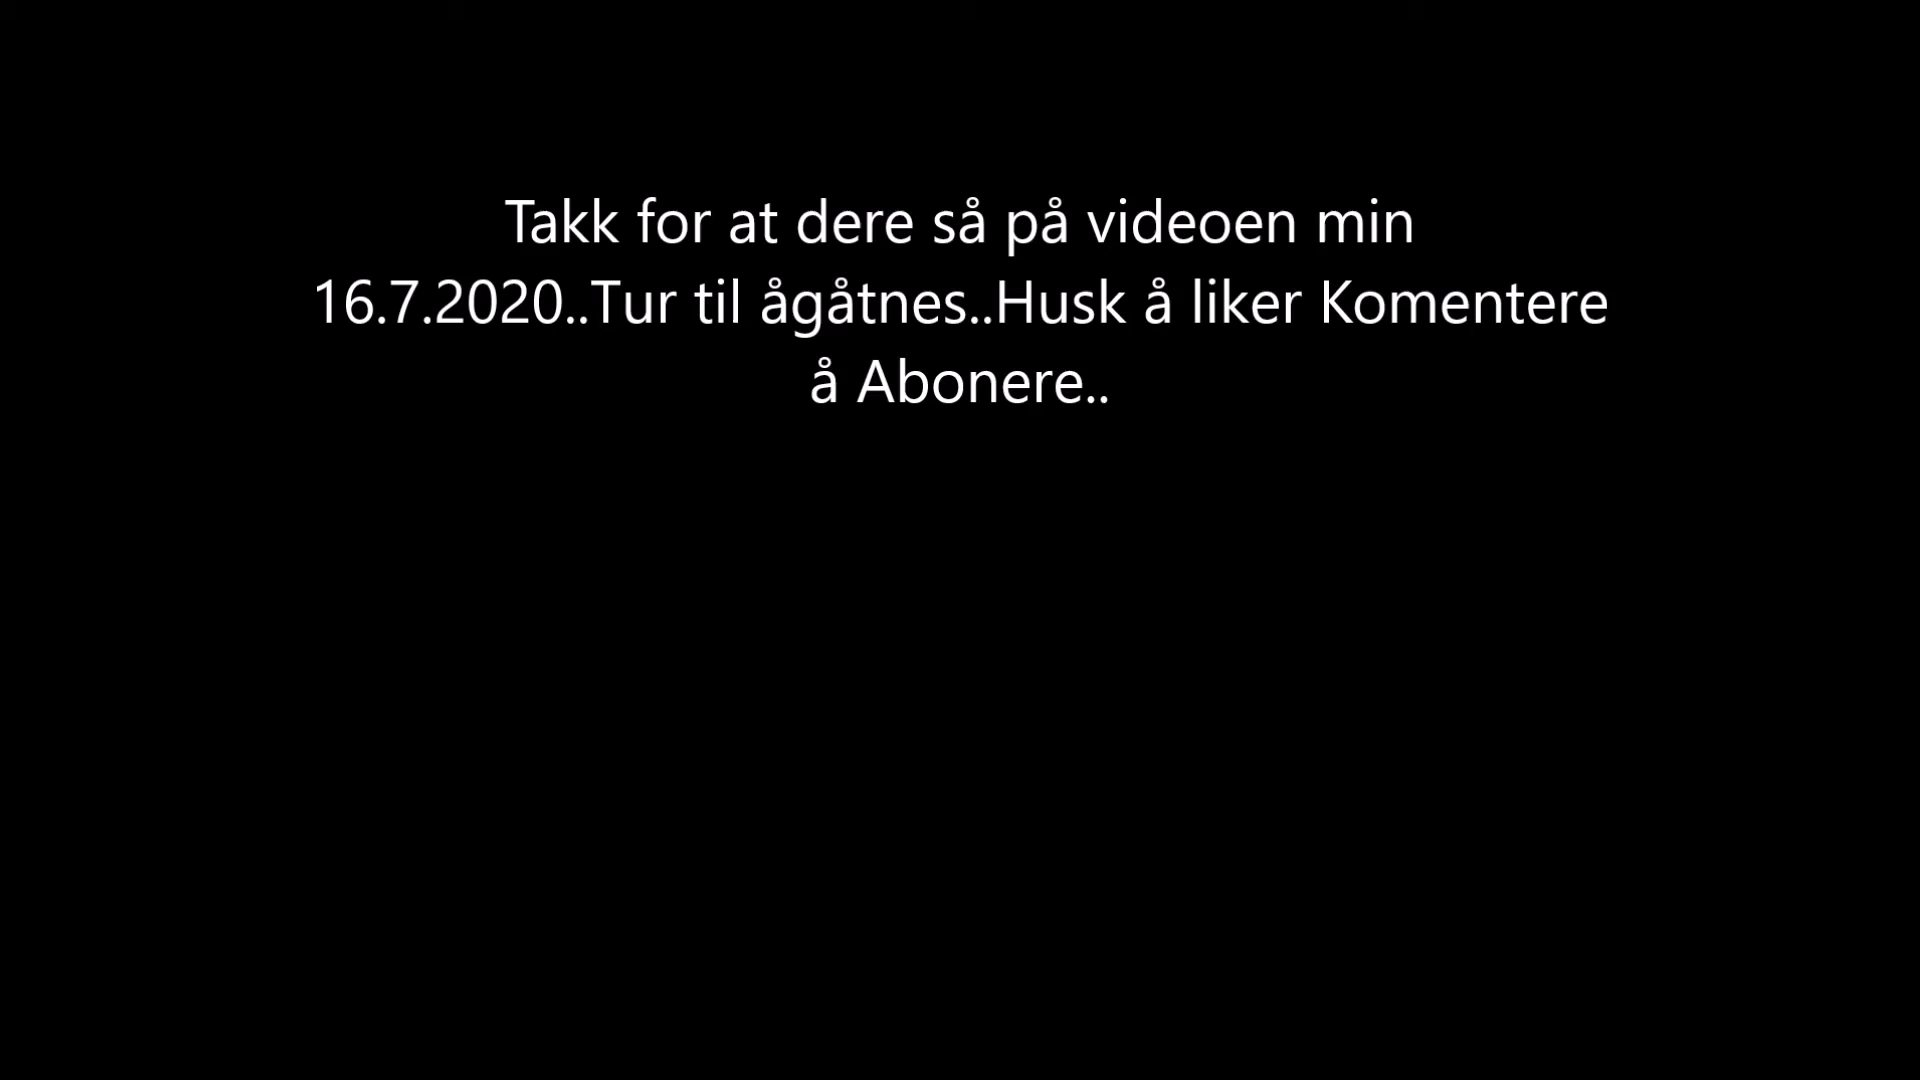 Takk for at dere så på videoen min
16.7.2020..Tur til ågåtnes..Husk å liker Komentere
å Abonere..